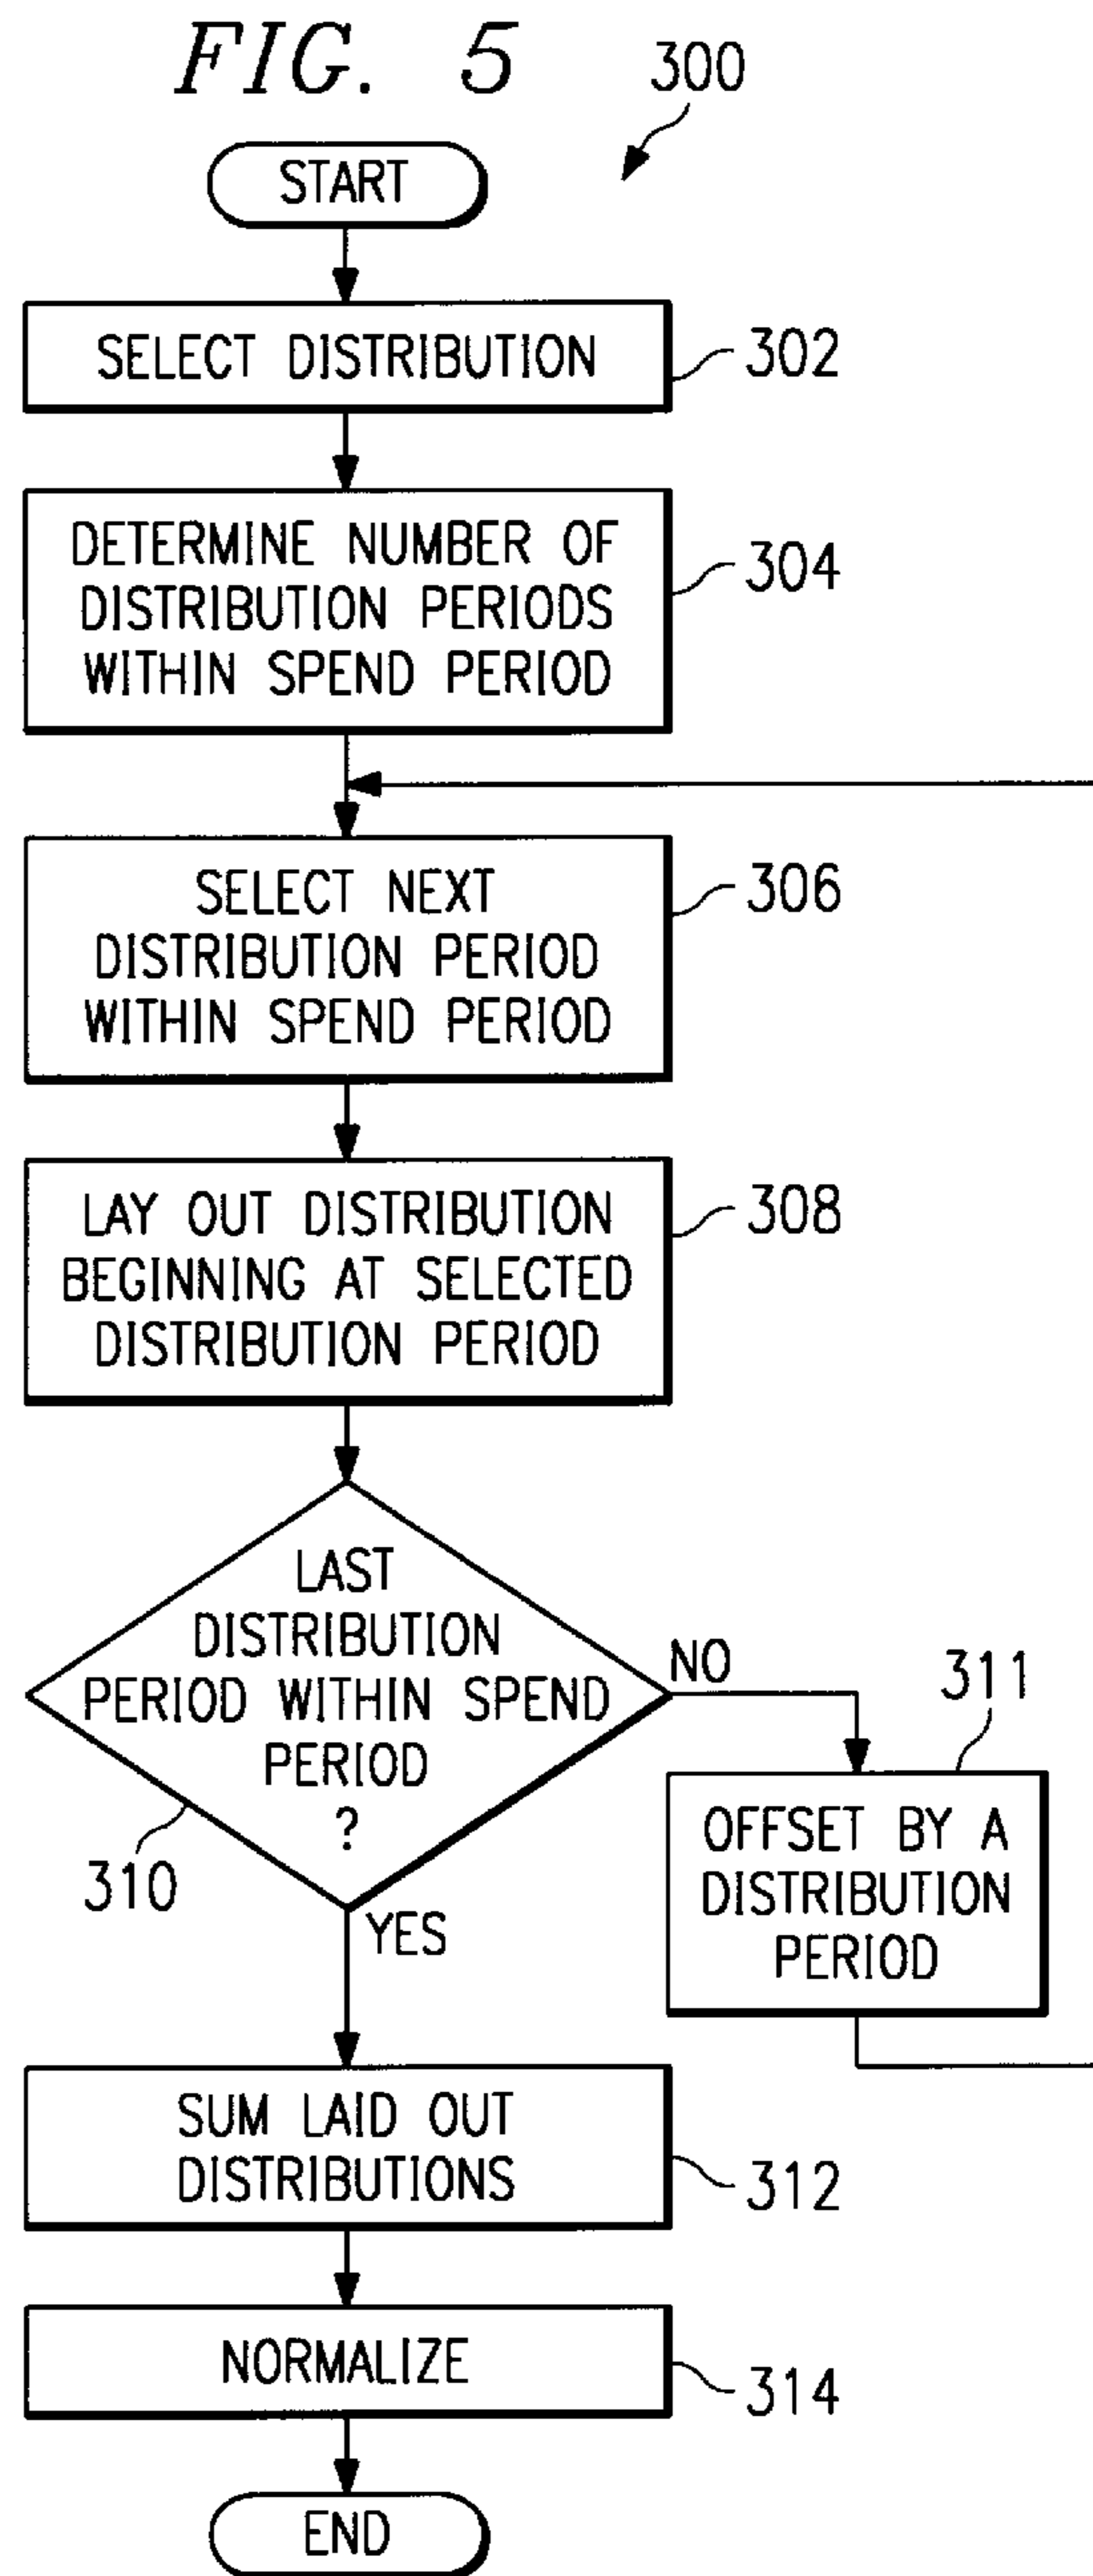 FIG. 5
300
START
SELECT DISTRIBUTION
302
DETERMINE NUMBER OF
DISTRIBUTION PERIODS
WITHIN SPEND PERIOD
304
SELECT NEXT
DISTRIBUTION PERIOD
WITHIN SPEND PERIOD
306
LAY OUT DISTRIBUTION
BEGINNING AT SELECTED
DISTRIBUTION PERIOD
308
LAST
DISTRIBUTION
PERIOD WITHIN SPEND
PERIOD
?
310
NO
311
OFFSET BY A
DISTRIBUTION
PERIOD
YES
SUM LAID OUT
DISTRIBUTIONS
312
NORMALIZE
314
END